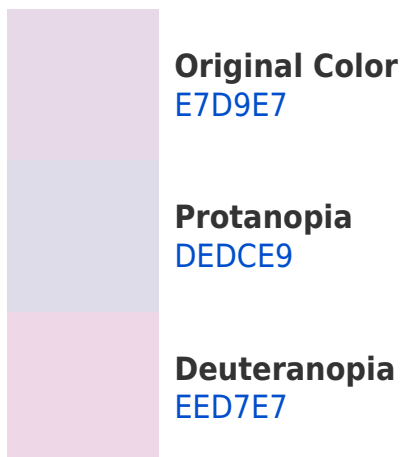 Original Color
E7D9E7
Protanopia
DEDCE9
Deuteranopia
EED7E7